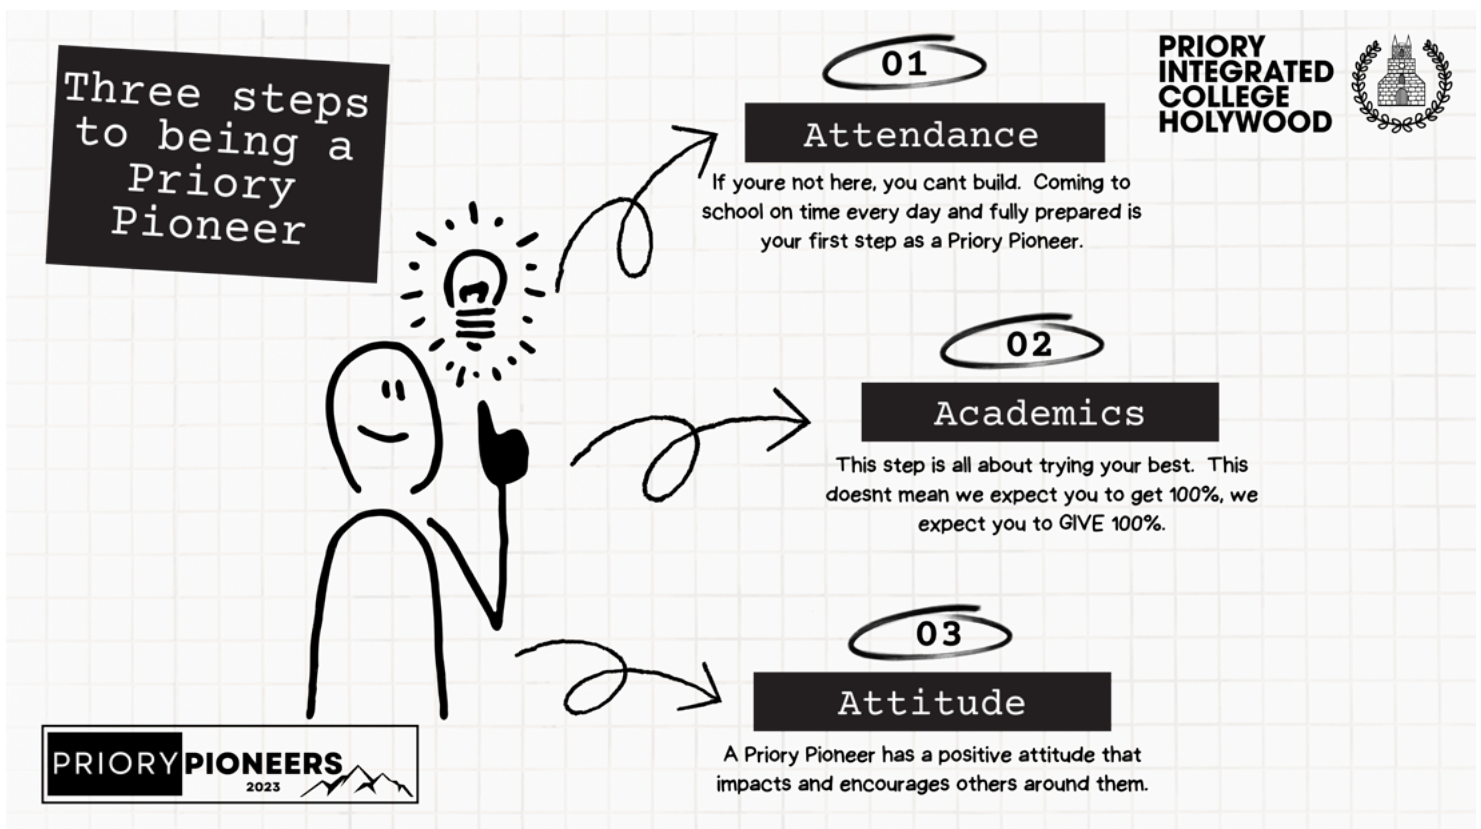 Three steps
to being a
Priory
Pioneer
01
Attendance
If youre not here, you cant build. Coming to
school on time every day and fully prepared is
your first step as a Priory Pioneer.
PRIORY
INTEGRATED
COLLEGE
HOLYWOOD
02
Academics
This step is all about trying your best. This
doesnt mean we expect you to get 100%, we
expect you to GIVE 100%.
03
Attitude
A Priory Pioneer has a positive attitude that
impacts and encourages others around them.
PRIORYPIONEERS
2023